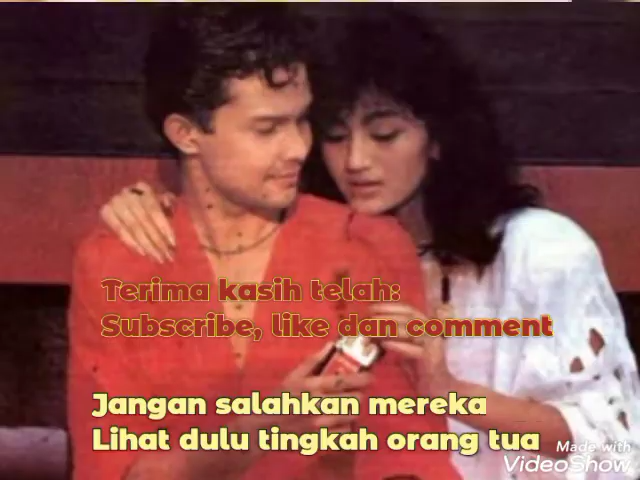 Terima kasih telah:
Subscribe, like dan comment
Jangan salahkan mereka
Lihat dulu tingkah orang tua
Made with
VideoShow